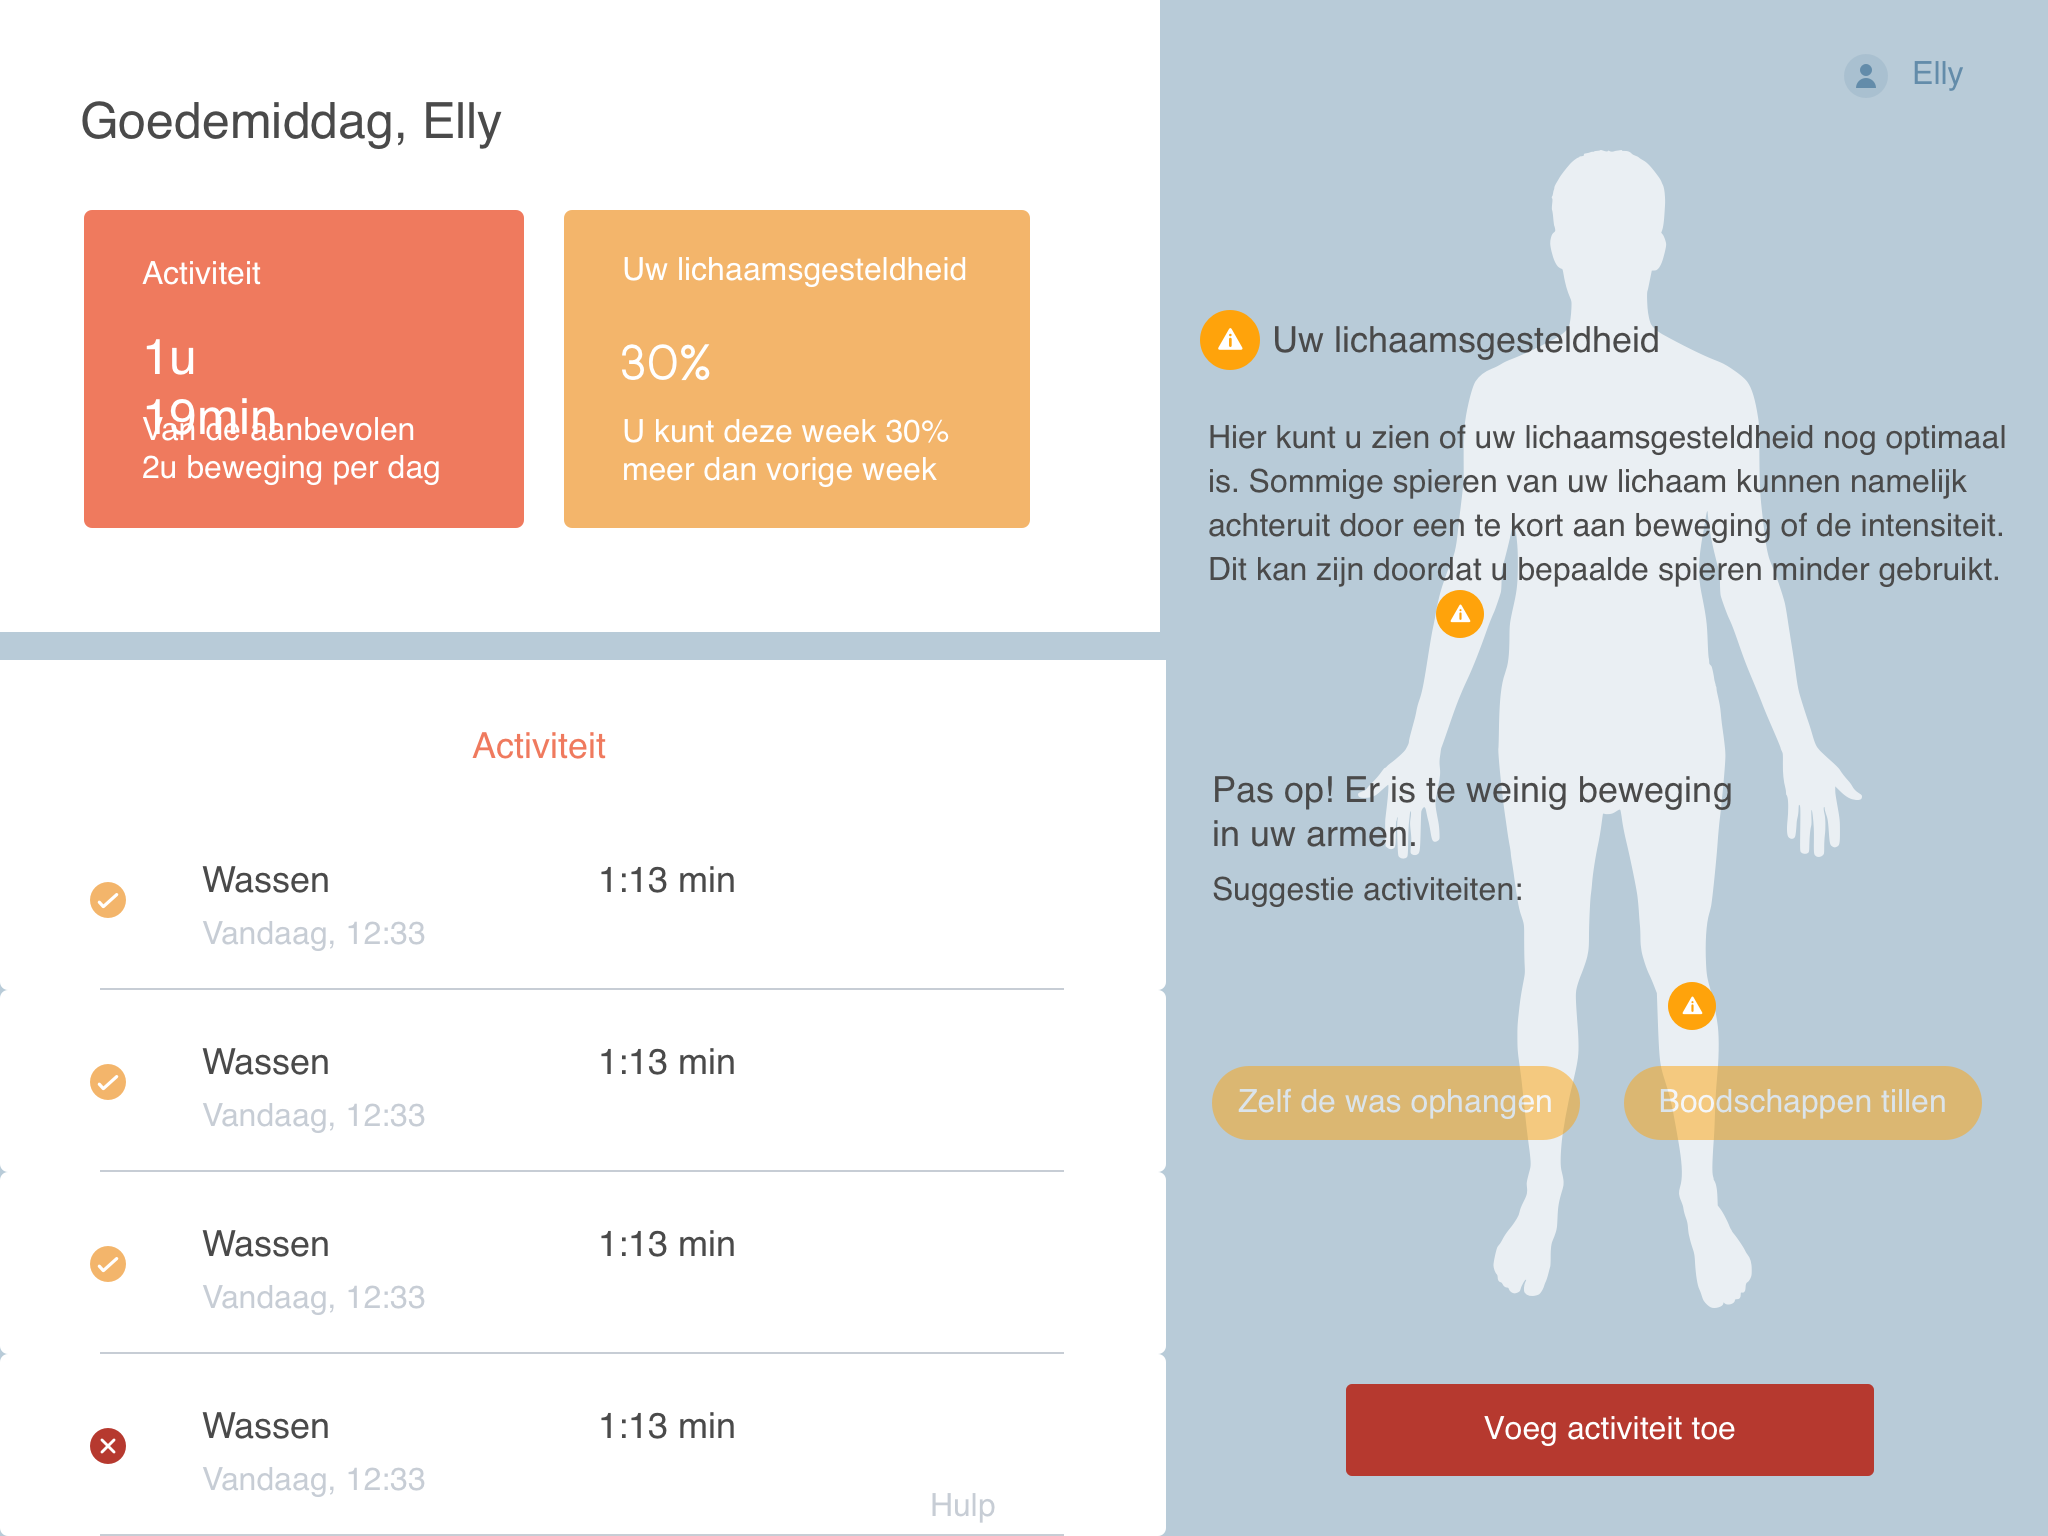 Goedemiddag, Elly
Activiteit
1u
19min
Van de aanbevolen
2u beweging per dag
Uw lichaamsgesteldheid
30%
U kunt deze week 30%
meer dan vorige week
Activiteit
Wassen
1:13 min
Vandaag, 12:33
Wassen
1:13 min
Vandaag, 12:33
Wassen
1:13 min
Vandaag, 12:33
Wassen
1:13 min
Vandaag, 12:33
Hulp
Elly
Uw lichaamsgesteldheid
Hier kunt u zien of uw lichaamsgesteldheid nog optimaal
is. Sommige spieren van uw lichaam kunnen namelijk
achteruit door een te kort aan beweging of de intensiteit.
Dit kan zijn doordat u bepaalde spieren minder gebruikt.
Pas op! Er is te weinig beweging
in uw armen.
Suggestie activiteiten:
Zelf de was ophangen
Boodschappen tillen
Voeg activiteit toe